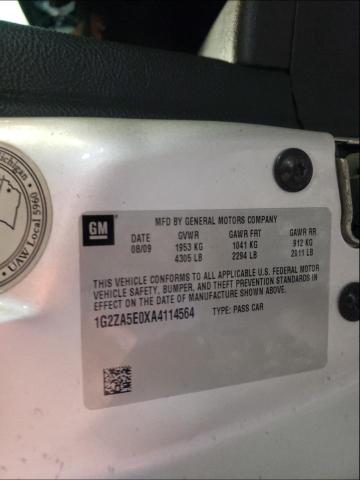 Michigan
UAW Local 5960
GM
MFD BY GENERAL MOTORS COMPANY
DATE GVWR GAWR FRT GAWR RR
08/09 1953 KG 1041 KG 912 KG
4305 LB 2294 LB 2011 LB
THIS VEHICLE CONFORMS TO ALL APPLICABLE U.S. FEDERAL MOTOR
VEHICLE SAFETY, BUMPER, AND THEFT PREVENTION STANDARDS IN
EFFECT ON THE DATE OF MANUFACTURE SHOWN ABOVE.
1G2ZA5E0XA4114564 TYPE: PASS CAR